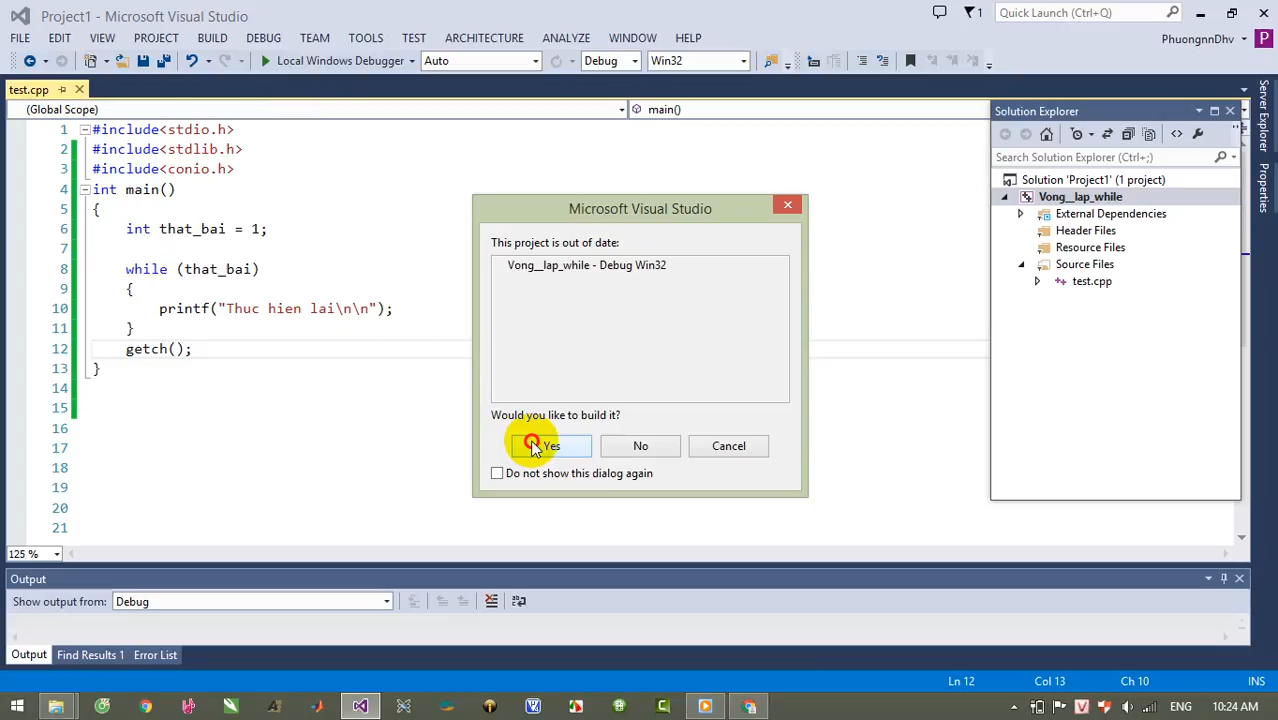 Project1 - Microsoft Visual Studio
1
Quick Launch (Ctrl+Q)
FILE EDIT VIEW PROJECT BUILD DEBUG TEAM TOOLS TEST ARCHITECTURE ANALYZE WINDOW HELP
PhuongnnDhv
P
Local Windows Debugger
Auto
Debug
Win32
test.cpp
(Global Scope)
main()
1 #include<stdio.h>
2 #include<stdlib.h>
3 #include<conio.h>
4 int main()
5 {
6 int that_bai = 1;
7
8 while (that_bai)
9 {
10 printf("Thuc hien lai\n\n");
11 }
12 getch();
13 }
14
15
16
17
18
19
20
21
125 %
Microsoft Visual Studio
This project is out of date:
Vong__lap_while - Debug Win32
Would you like to build it?
Yes
No
Cancel
Do not show this dialog again
Solution Explorer
Search Solution Explorer (Ctrl+;)
Solution 'Project1' (1 project)
Vong__lap_while
External Dependencies
Header Files
Resource Files
Source Files
test.cpp
Server Explorer
Properties
Output
Show output from: Debug
Output
Find Results 1
Error List
Ln 12
Col 13
Ch 10
INS
ENG
10:24 AM